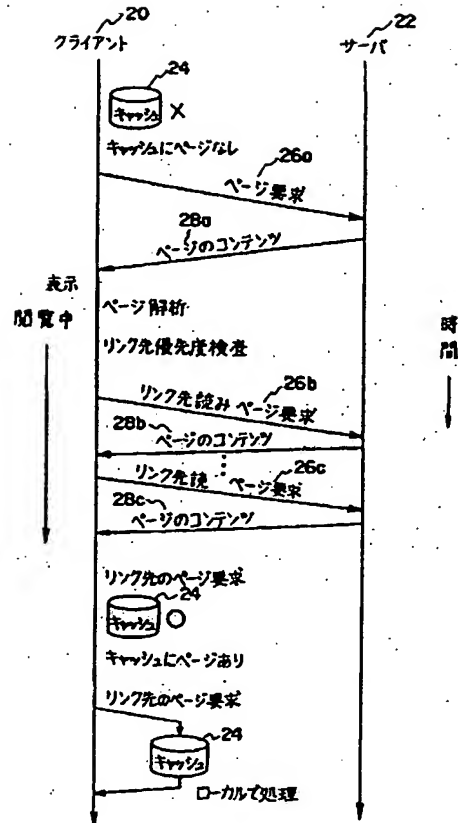 20
クライアント
22
サーバ
24
キャッシュ ×
キャッシュにページなし
26a
ページ要求
28a
ページのコンテンツ
表示
閲覧中
時間
ページ解析
リンク先優先度検査
リンク先読み ページ要求 26b
28b
ページのコンテンツ
リンク先読 ページ要求 26c
28c
ページのコンテンツ
リンク先のページ要求
24
キャッシュ ○
キャッシュにページあり
リンク先のページ要求
24
キャッシュ
ローカルで処理